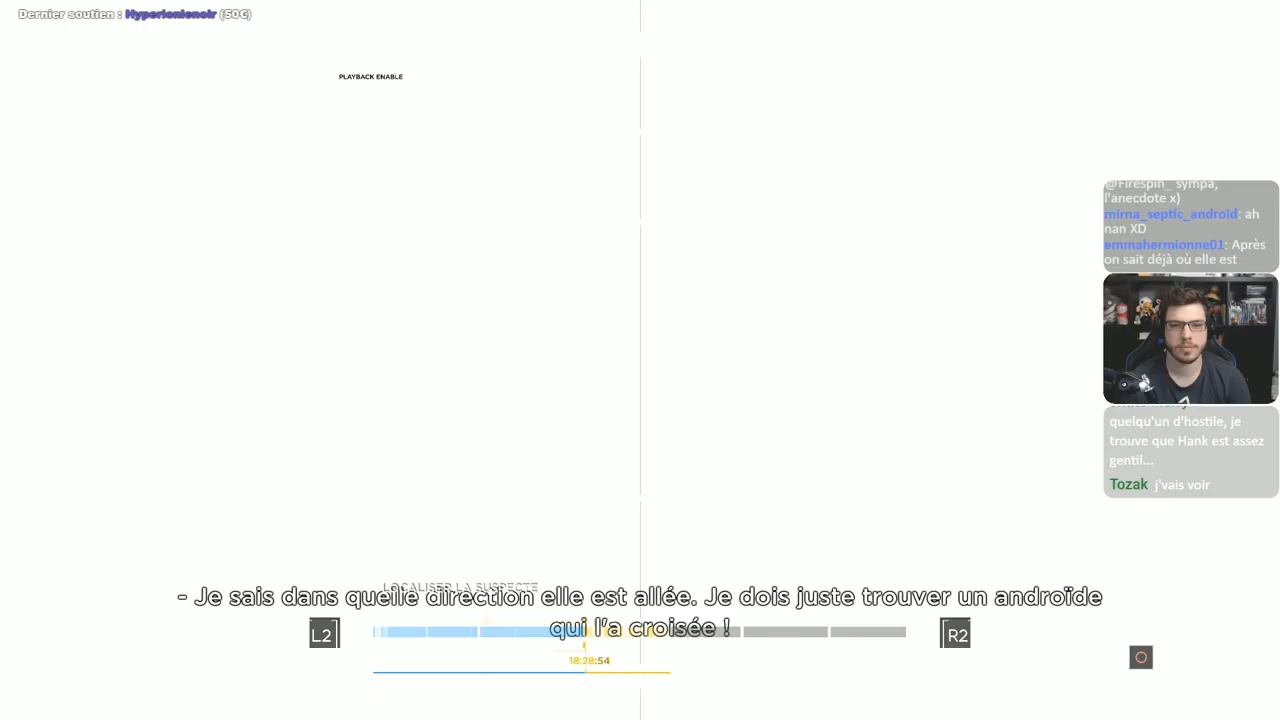 Dernier soutien : Hyperionlenoir (50€)
PLAYBACK ENABLE
@Firespin_ sympa,
l'anecdote x)
mirna_septic_android: ah
nan XD
emmahermionne01: Après
on sait déjà où elle est
quelqu'un d'hostile, je
trouve que Hank est assez
gentil...
Tozak j'vais voir
LOCALISER LA SUSPECTE
- Je sais dans quelle direction elle est allée. Je dois juste trouver un androïde
qui l'a croisée !
L2
R2
18:28:54